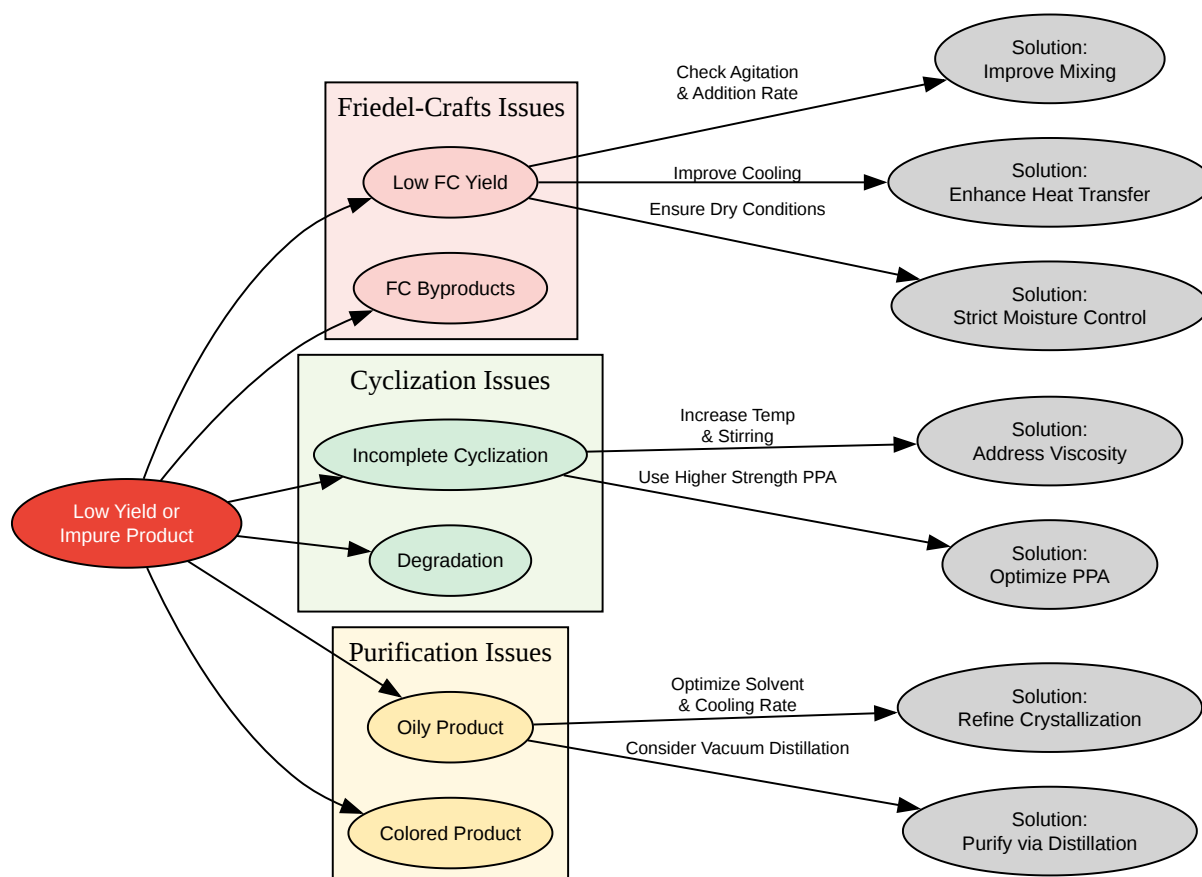 Friedel-Crafts Issues
Low FC Yield
FC Byproducts
Cyclization Issues
Incomplete Cyclization
Degradation
Purification Issues
Oily Product
Colored Product
Low Yield or
Impure Product
Check Agitation
& Addition Rate
Improve Cooling
Ensure Dry Conditions
Increase Temp
& Stirring
Use Higher Strength PPA
Optimize Solvent
& Cooling Rate
Consider Vacuum Distillation
Solution:
Improve Mixing
Solution:
Enhance Heat Transfer
Solution:
Strict Moisture Control
Solution:
Address Viscosity
Solution:
Optimize PPA
Solution:
Refine Crystallization
Solution:
Purify via Distillation